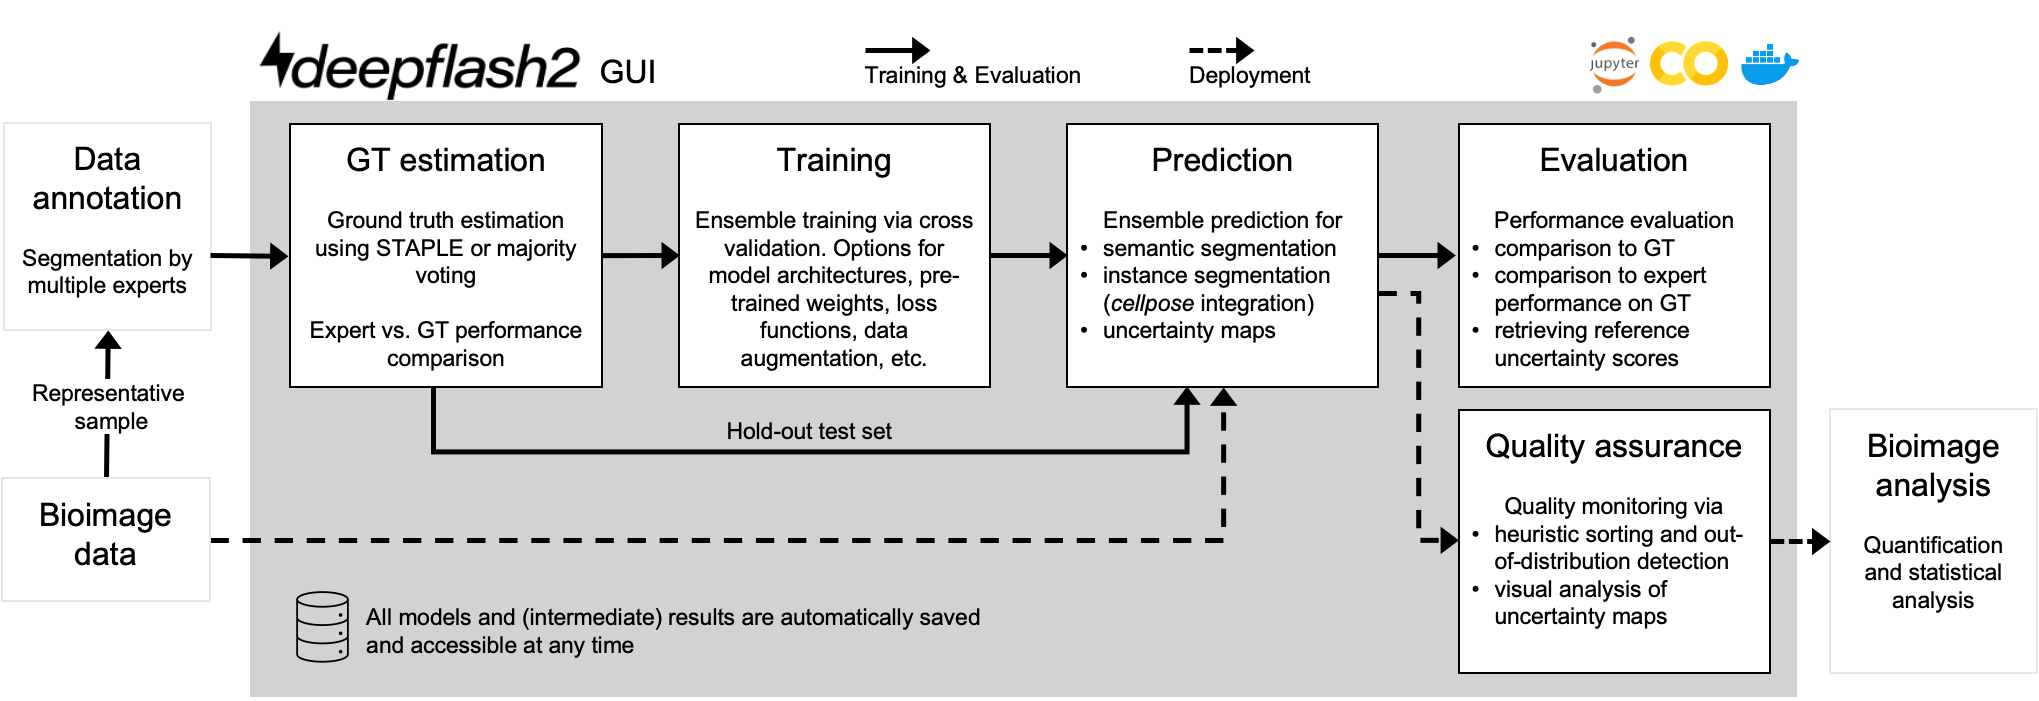 deepflash2 GUI
Training & Evaluation
Deployment
jupyter
CO
Data
annotation
Segmentation by
multiple experts
Representative
sample
Bioimage
data
GT estimation
Ground truth estimation
using STAPLE or majority
voting
Expert vs. GT performance
comparison
Training
Ensemble training via cross
validation. Options for
model architectures, pre-
trained weights, loss
functions, data
augmentation, etc.
Prediction
Ensemble prediction for
• semantic segmentation
• instance segmentation
(cellpose integration)
• uncertainty maps
Evaluation
Performance evaluation
• comparison to GT
• comparison to expert
performance on GT
• retrieving reference
uncertainty scores
Hold-out test set
Quality assurance
Quality monitoring via
• heuristic sorting and out-
of-distribution detection
• visual analysis of
uncertainty maps
Bioimage
analysis
Quantification
and statistical
analysis
All models and (intermediate) results are automatically saved
and accessible at any time